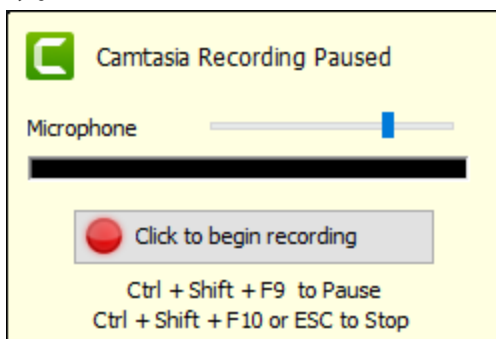 Camtasia Recording Paused
Microphone
Click to begin recording
Ctrl + Shift + F9 to Pause
Ctrl + Shift + F10 or ESC to Stop